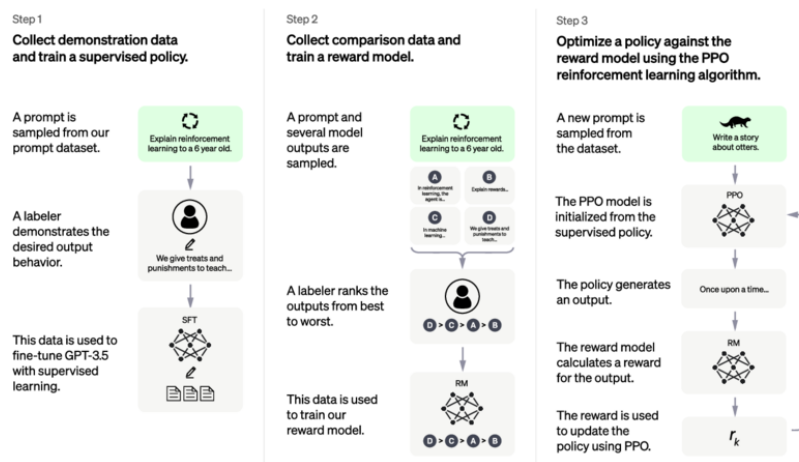 Step 1
Collect demonstration data
and train a supervised policy.
A prompt is
sampled from our
prompt dataset.
Explain reinforcement
learning to a 6 year old.
A labeler
demonstrates the
desired output
behavior.
We give treats and
punishments to teach...
This data is used to
fine-tune GPT-3.5
with supervised
learning.
SFT
Step 2
Collect comparison data and
train a reward model.
A prompt and
several model
outputs are
sampled.
Explain reinforcement
learning to a 6 year old.
A
In reinforcement
learning, the
agent is...
B
Explain rewards...
C
In machine
learning...
D
We give treats and
punishments to
teach...
A labeler ranks the
outputs from best
to worst.
D > C > A > B
This data is used
to train our
reward model.
RM
D > C > A > B
Step 3
Optimize a policy against the
reward model using the PPO
reinforcement learning algorithm.
A new prompt is
sampled from
the dataset.
Write a story
about otters.
The PPO model is
initialized from the
supervised policy.
PPO
The policy generates
an output.
Once upon a time...
The reward model
calculates a reward
for the output.
RM
The reward is used
to update the
policy using PPO.
rk